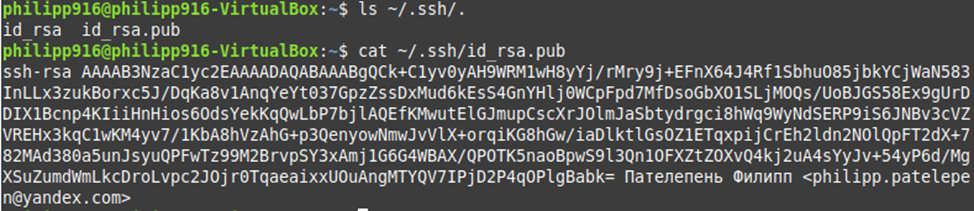 philipp916@philipp916-VirtualBox:~$ ls ~/.ssh/.
id_rsa  id_rsa.pub
philipp916@philipp916-VirtualBox:~$ cat ~/.ssh/id_rsa.pub
ssh-rsa AAAAB3NzaC1yc2EAAAADAQABAAABgQCk+C1yv0yAH9WRM1wH8yYj/rMry9j+EFnX64J4Rf1SbhuO85jbkYCjWaN583
InLLx3zukBorxc5J/DqKa8v1AnqYeYt037GpzZssDxMud6kEsS4GnYHlj0WCpFpd7MfDsoGbXO1SLjMOQs/UoBJGS58Ex9gUrD
DIX1Bcnp4KIiiHnHios6OdsYekKqQwLbP7bjlAQEfKMwutElGJmupCscXrJOlmJaSbtydrgci8hWq9WyNdSERP9iS6JNBv3cVZ
VREHx3kqC1wKM4yv7/1KbA8hVzAhG+p3QenyowNmwJvVlX+orqiKG8hGw/iaDlktlGsOZ1ETqxpijCrEh2ldn2NOlQpFT2dX+7
82MAd380a5unJsyuQPFwTz99M2BrvpSY3xAmj1G6G4WBAX/QPOTK5naoBpwS9l3Qn1OFXZtZOXvQ4kj2uA4sYyJv+54yP6d/Mg
XSuZumdWmLkcDroLvpc2JOjr0TqaeaixxUOuAngMTYQV7IPjD2P4qOPlgBabk= Пателепень Филипп <philipp.patelepe
n@yandex.com>